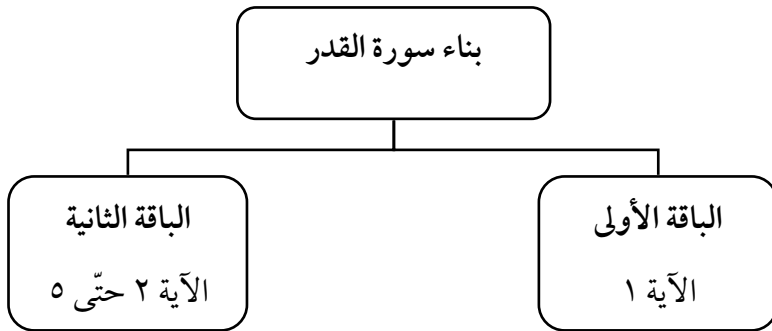 بناء سورة القدر
الباقة الأولى
الآية ١
الباقة الثانية
الآية ٢ حتّى ٥